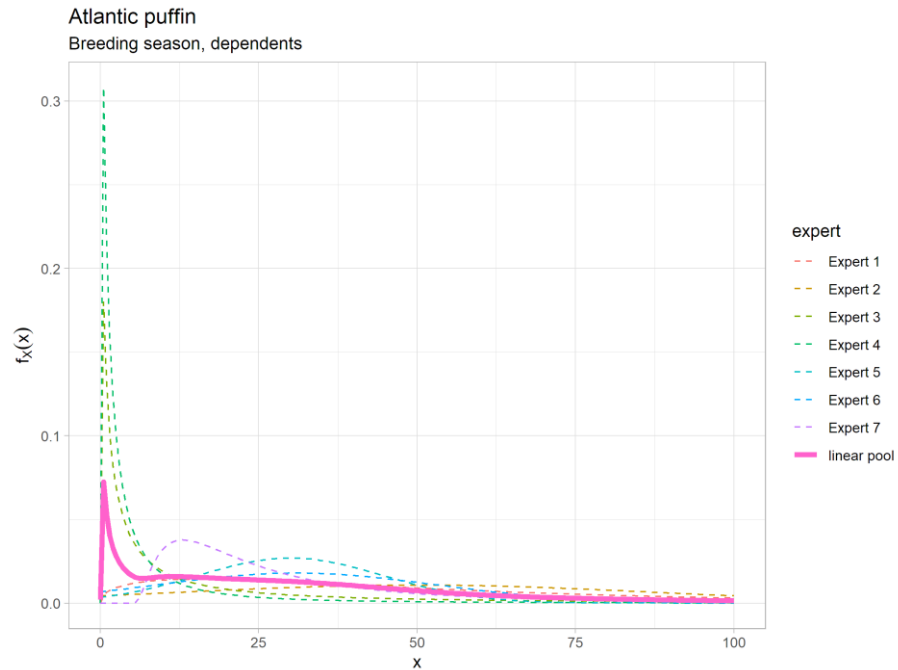 Atlantic puffin
Breeding season, dependents
0.3
0.2
0.1
0.0
fX(x)
0
25
50
75
100
x
expert
Expert 1
Expert 2
Expert 3
Expert 4
Expert 5
Expert 6
Expert 7
linear pool